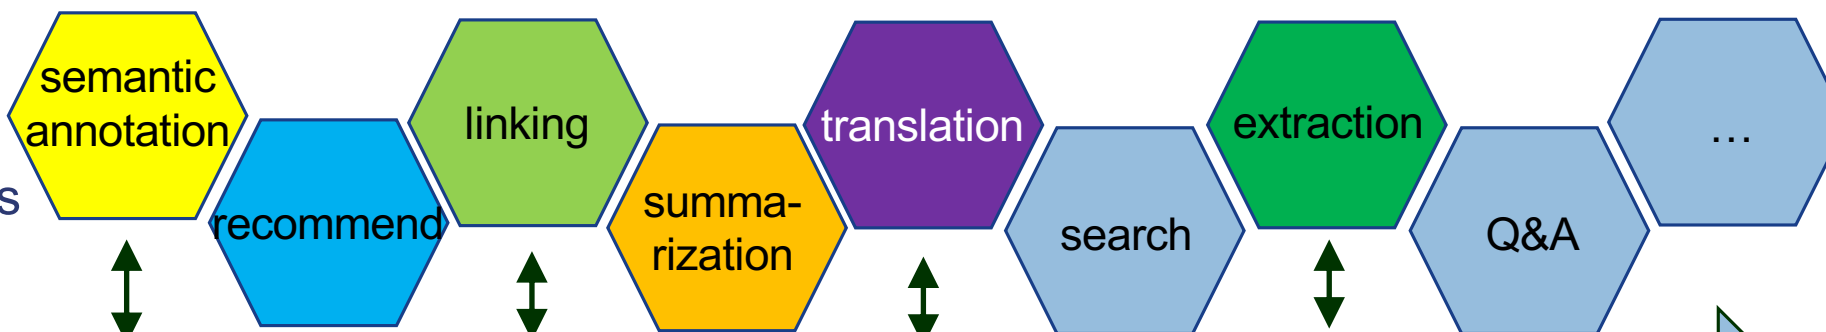 semantic
annotation
recommend
linking
summa-
rization
translation
search
extraction
Q&A
...
s